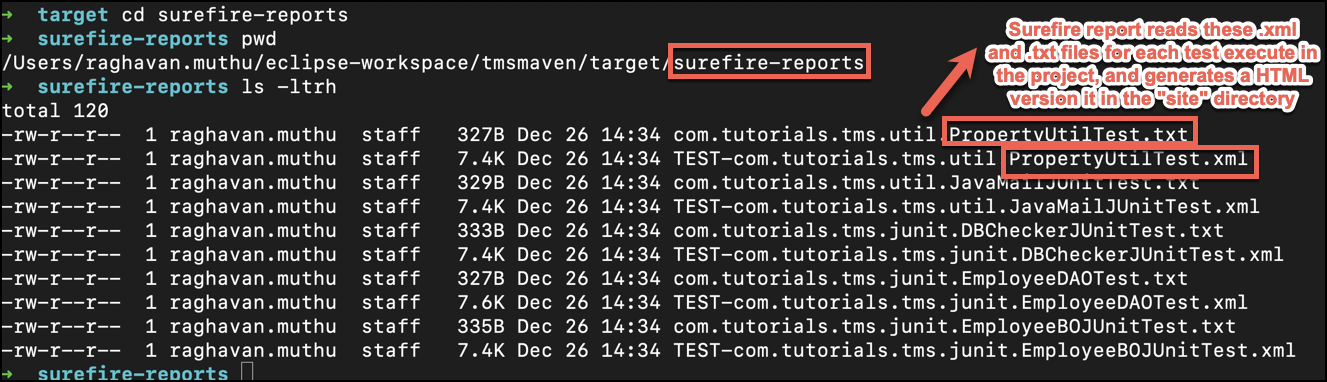 ➜ target cd surefire-reports
➜ surefire-reports pwd
/Users/raghavan.muthu/eclipse-workspace/tmsmaven/target/surefire-reports
➜ surefire-reports ls -ltrh
total 120
-rw-r--r-- 1 raghavan.muthu staff 327B Dec 26 14:34 com.tutorials.tms.util.PropertyUtilTest.txt
-rw-r--r-- 1 raghavan.muthu staff 7.4K Dec 26 14:34 TEST-com.tutorials.tms.util.PropertyUtilTest.xml
-rw-r--r-- 1 raghavan.muthu staff 329B Dec 26 14:34 com.tutorials.tms.util.JavaMailJUnitTest.txt
-rw-r--r-- 1 raghavan.muthu staff 7.4K Dec 26 14:34 TEST-com.tutorials.tms.util.JavaMailJUnitTest.xml
-rw-r--r-- 1 raghavan.muthu staff 333B Dec 26 14:34 com.tutorials.tms.junit.DBCheckerJUnitTest.txt
-rw-r--r-- 1 raghavan.muthu staff 7.4K Dec 26 14:34 TEST-com.tutorials.tms.junit.DBCheckerJUnitTest.xml
-rw-r--r-- 1 raghavan.muthu staff 327B Dec 26 14:34 com.tutorials.tms.junit.EmployeeDAOTest.txt
-rw-r--r-- 1 raghavan.muthu staff 7.6K Dec 26 14:34 TEST-com.tutorials.tms.junit.EmployeeDAOTest.xml
-rw-r--r-- 1 raghavan.muthu staff 335B Dec 26 14:34 com.tutorials.tms.junit.EmployeeBOJUnitTest.txt
-rw-r--r-- 1 raghavan.muthu staff 7.4K Dec 26 14:34 TEST-com.tutorials.tms.junit.EmployeeBOJUnitTest.xml
➜ surefire-reports
Surefire report reads these .xml
and .txt files for each test execute in
the project, and generates a HTML
version it in the "site" directory